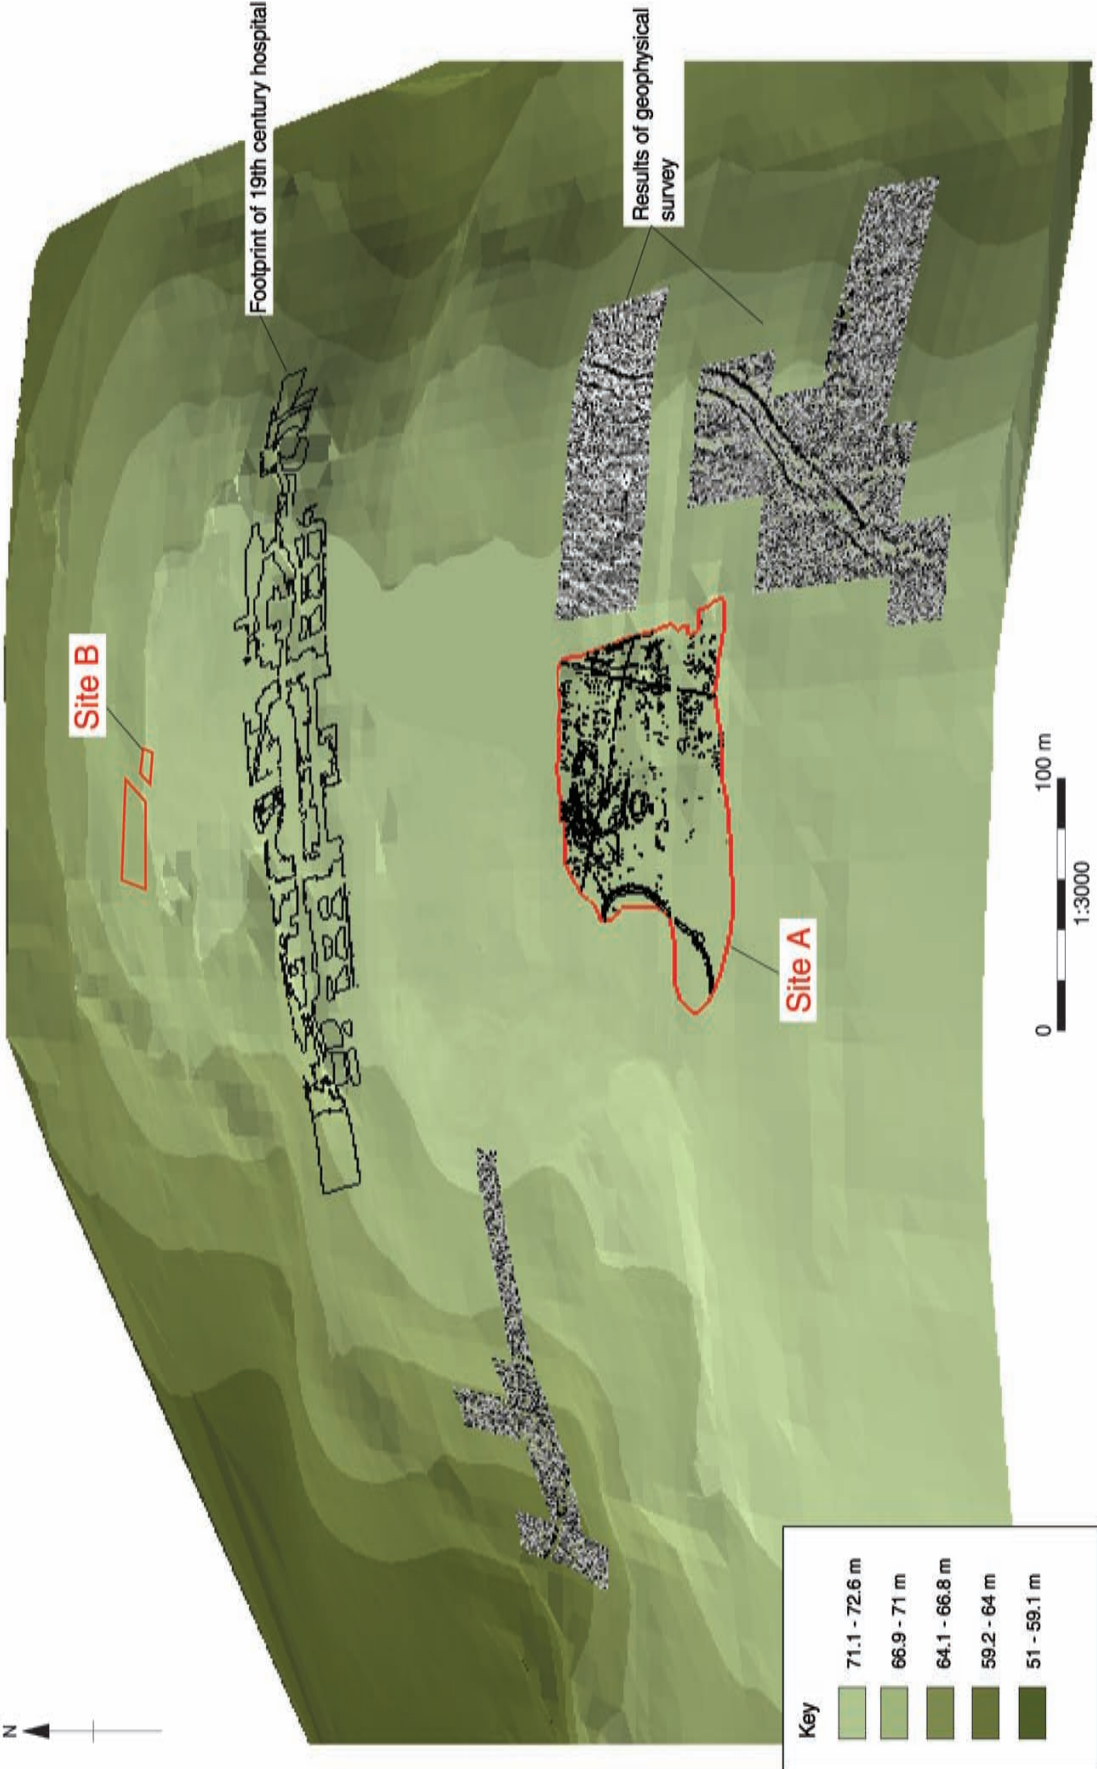 N
Site B
Footprint of 19th century hospital
Results of geophysical
survey
Site A
0
100 m
1:3000
Key
71.1 - 72.6 m
66.9 - 71 m
64.1 - 66.8 m
59.2 - 64 m
51 - 59.1 m